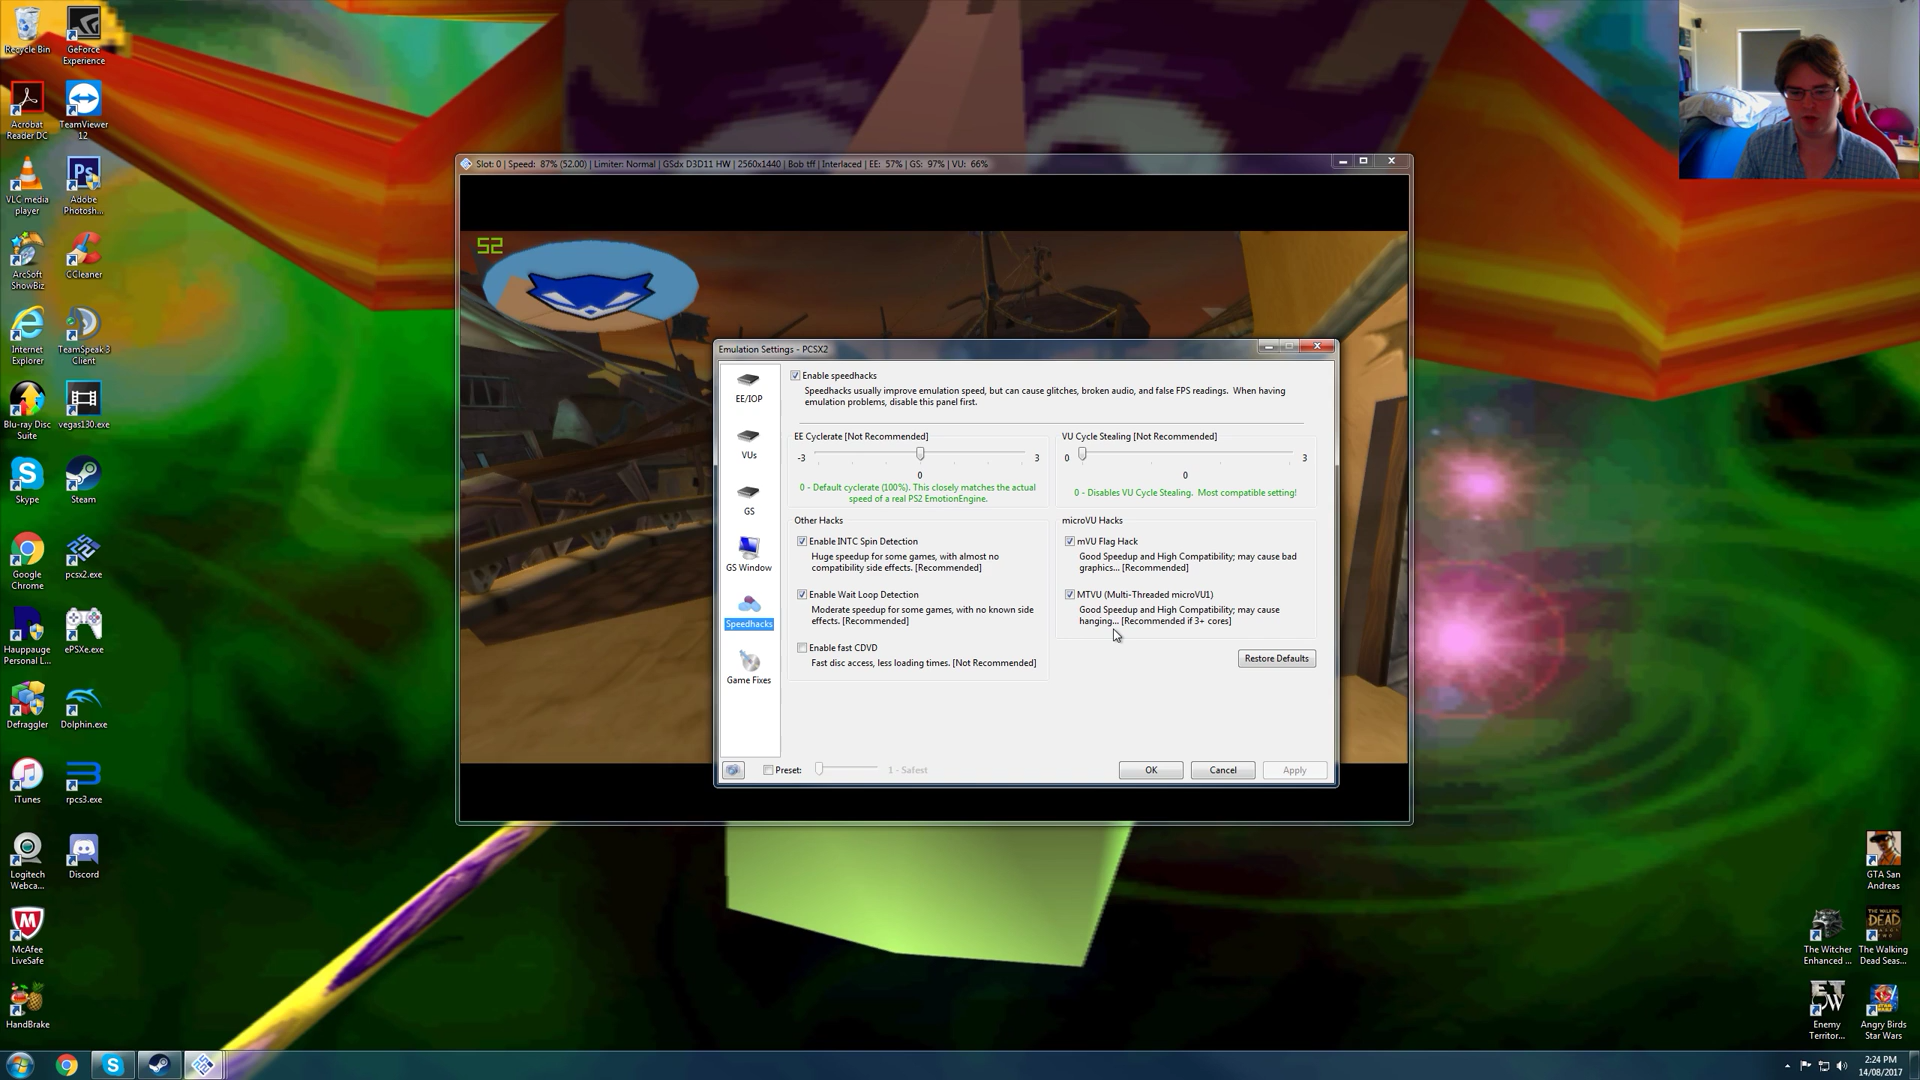 Recycle Bin
GeForce
Experience
Acrobat
Reader DC
TeamViewer
12
VLC media
player
Adobe
Photosh...
ArcSoft
ShowBiz
CCleaner
Internet
Explorer
TeamSpeak 3
Client
Blu-ray Disc
Suite
vegas130.exe
Skype
Steam
Google
Chrome
pcsx2.exe
Hauppauge
Personal L...
ePSXe.exe
Defraggler
Dolphin.exe
iTunes
rpcs3.exe
Logitech
Webca...
Discord
McAfee
LiveSafe
HandBrake
Slot: 0 | Speed: 87% (52.00) | Limiter: Normal | GSdx D3D11 HW | 2560x1440 | Bob tff | Interlaced | EE: 57% | GS: 97% | VU: 66%
52
Emulation Settings - PCSX2
EE/IOP
VUs
GS
GS Window
Speedhacks
Game Fixes
Enable speedhacks
Speedhacks usually improve emulation speed, but can cause glitches, broken audio, and false FPS readings. When having
emulation problems, disable this panel first.
EE Cyclerate [Not Recommended]
-3
3
0
0 - Default cyclerate (100%). This closely matches the actual
speed of a real PS2 EmotionEngine.
VU Cycle Stealing [Not Recommended]
0
3
0
0 - Disables VU Cycle Stealing. Most compatible setting!
Other Hacks
Enable INTC Spin Detection
Huge speedup for some games, with almost no
compatibility side effects. [Recommended]
Enable Wait Loop Detection
Moderate speedup for some games, with no known side
effects. [Recommended]
Enable fast CDVD
Fast disc access, less loading times. [Not Recommended]
microVU Hacks
mVU Flag Hack
Good Speedup and High Compatibility; may cause bad
graphics... [Recommended]
MTVU (Multi-Threaded microVU1)
Good Speedup and High Compatibility; may cause
hanging... [Recommended if 3+ cores]
Restore Defaults
Preset:
1 - Safest
OK
Cancel
Apply
GTA San
Andreas
The Witcher
Enhanced ...
The Walking
Dead Seas...
Enemy
Territor...
Angry Birds
Star Wars
2:24 PM
14/08/2017